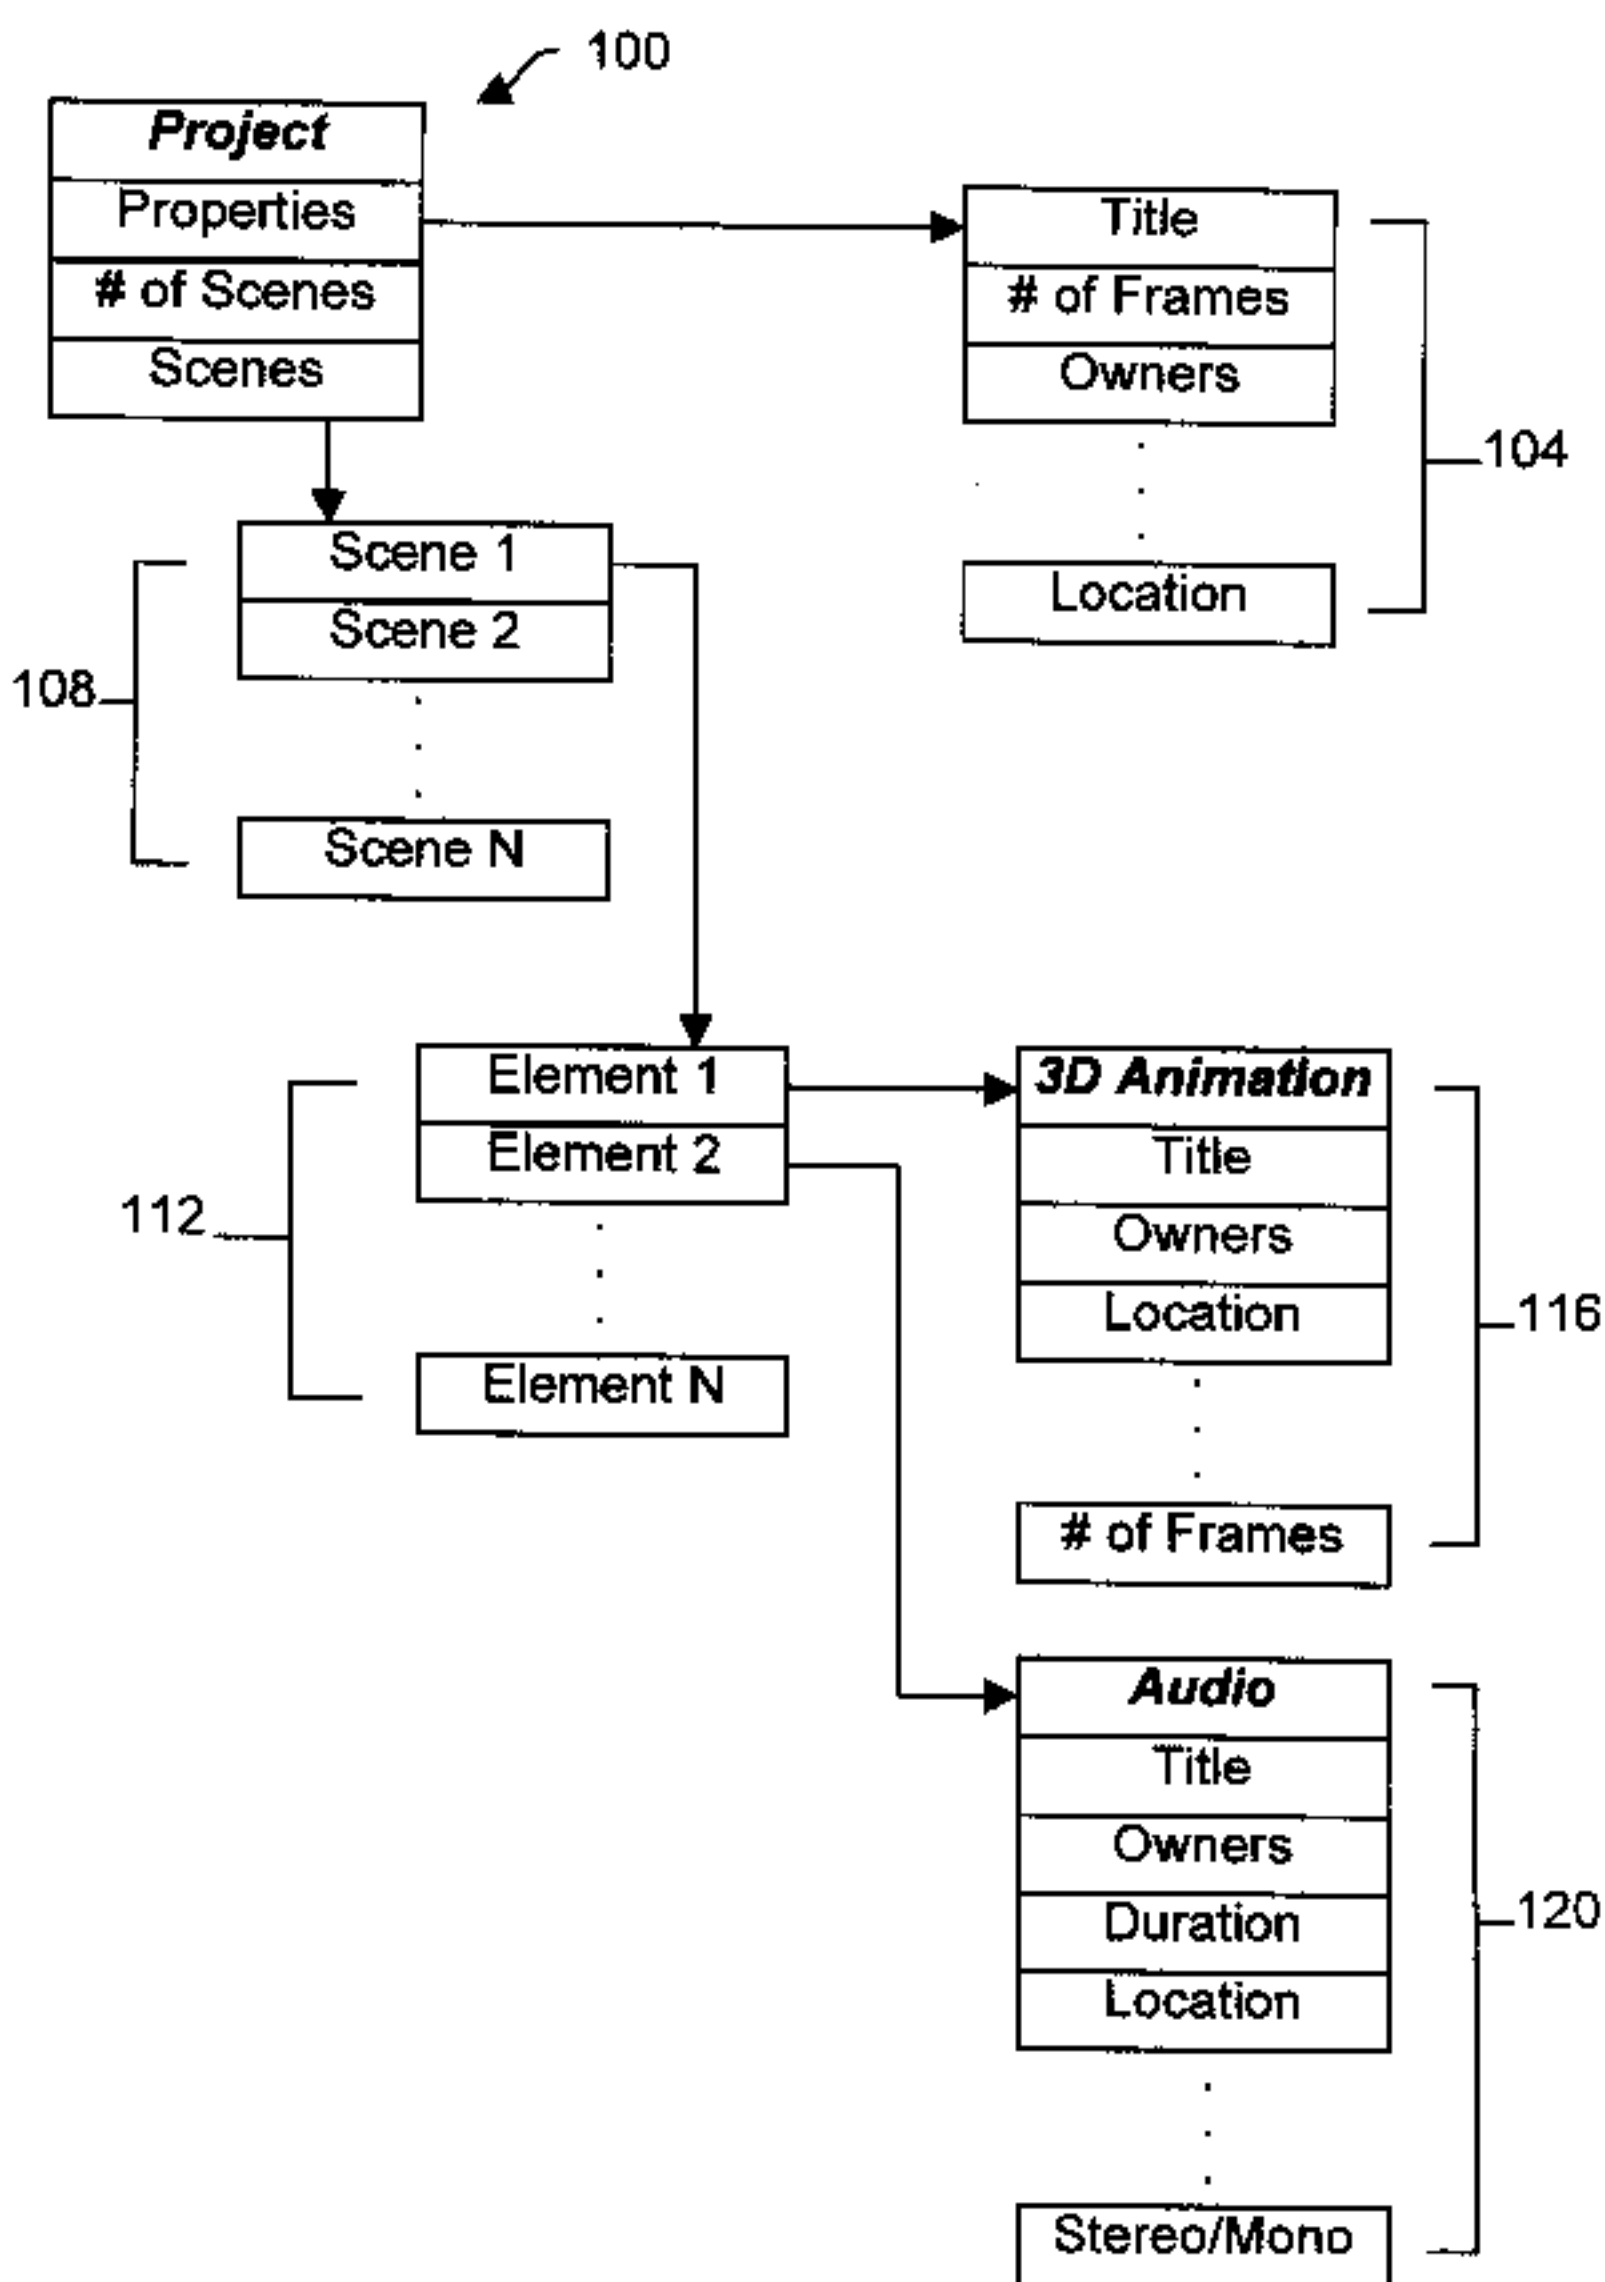 100
Project
Properties
# of Scenes
Scenes
Title
# of Frames
Owners
Location
104
Scene 1
Scene 2
Scene N
108
Element 1
Element 2
Element N
112
3D Animation
Title
Owners
Location
# of Frames
116
Audio
Title
Owners
Duration
Location
Stereo/Mono
120